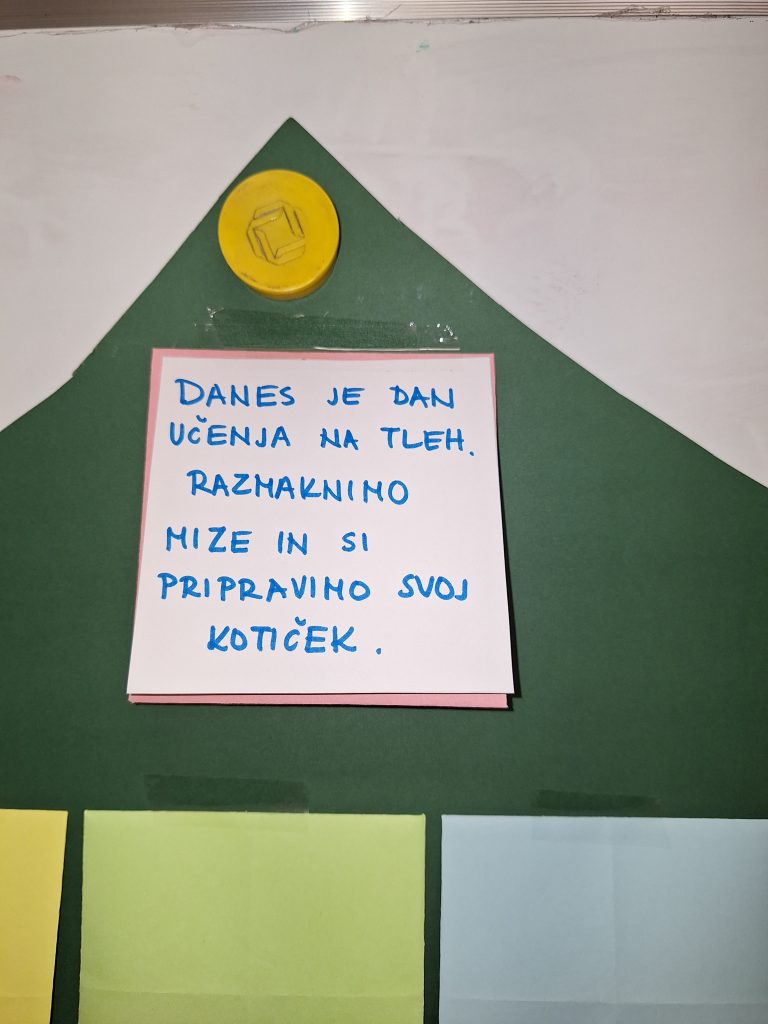 DANES JE DAN
UČENJA NA TLEH.
RAZMAKNIMO
MIZE IN SI
PRIPRAVIMO SVOJ
KOTIČEK.